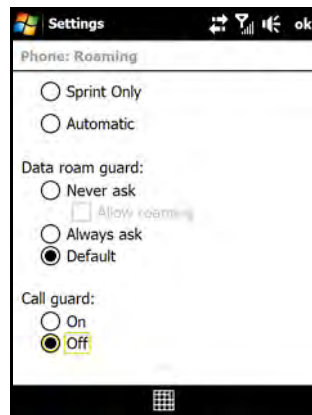 Settings
ok
Phone: Roaming
Sprint Only
Automatic
Data roam guard:
Never ask
Allow roaming
Always ask
Default
Call guard:
On
Off